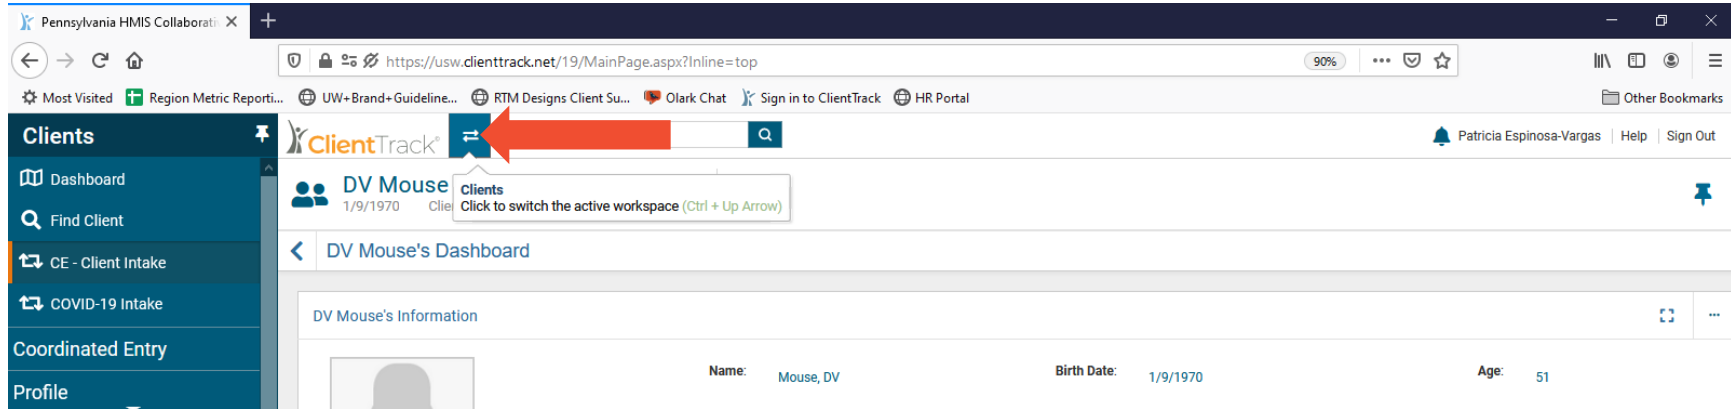 Pennsylvania HMIS Collaborativ
https://usw.clienttrack.net/19/MainPage.aspx?Inline=top
90%
Most Visited Region Metric Reporti... UW+Brand+Guideline... RTM Designs Client Su... Olark Chat Sign in to ClientTrack HR Portal Other Bookmarks
Clients
ClientTrack®
Patricia Espinosa-Vargas Help Sign Out
Dashboard
Find Client
CE - Client Intake
COVID-19 Intake
Coordinated Entry
Profile
DV Mouse
1/9/1970
Clients
Click to switch the active workspace (Ctrl + Up Arrow)
DV Mouse's Dashboard
DV Mouse's Information
Name: Mouse, DV Birth Date: 1/9/1970 Age: 51